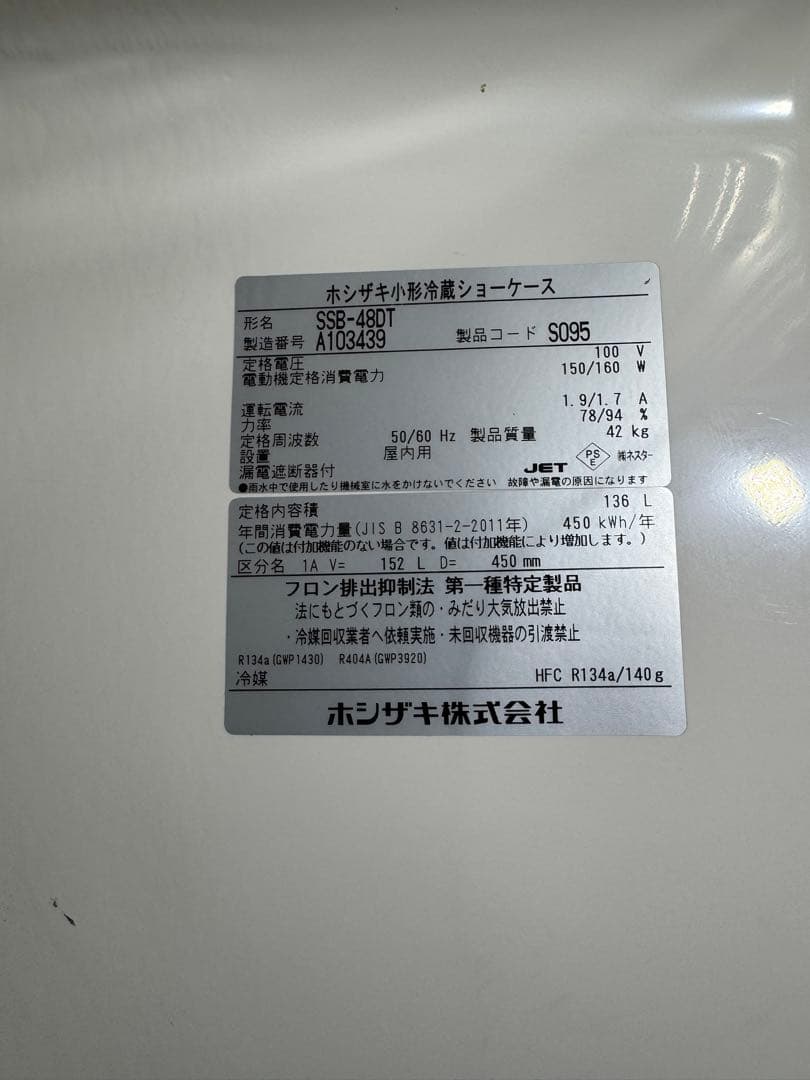 ホシザキ小形冷蔵ショーケース
形名 SSB-48DT
製造番号 A103439 製品コード S095
定格電圧 100 V
電動機定格消費電力 150/160 W
運転電流 1.9/1.7 A
力率 78/94 %
定格周波数 50/60 Hz 製品質量 42 kg
設置 屋内用
漏電遮断器付 JET PS E ㈱ネスター
●雨水中で使用したり機械室に水をかけないでください 故障や漏電の原因になります
定格内容積 136 L
年間消費電力量(JIS B 8631-2-2011年) 450 kWh/年
(この値は付加機能のない場合です。値は付加機能により増加します。)
区分名 1A V= 152 L D= 450 mm
フロン排出抑制法 第一種特定製品
法にもとづくフロン類の・みだり大気放出禁止
・冷媒回収業者へ依頼実施・未回収機器の引渡禁止
R134a(GWP1430) R404A(GWP3920)
冷媒 HFC R134a/140g
ホシザキ株式会社